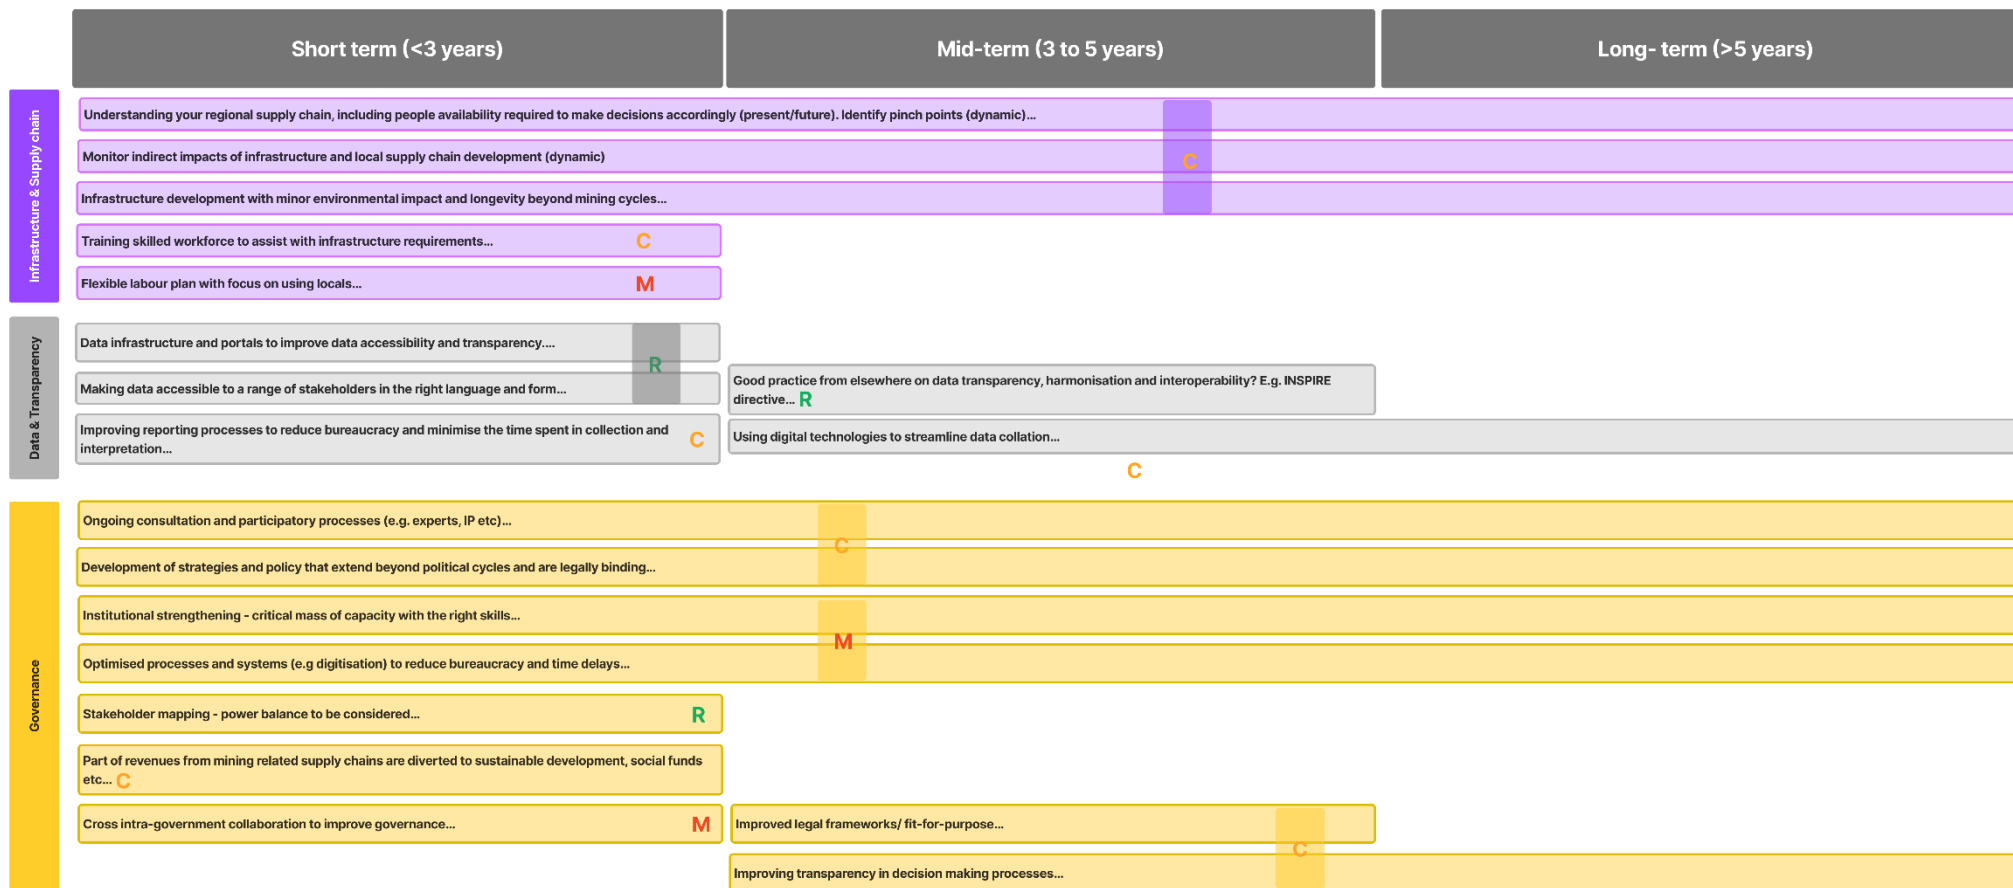 Short term (<3 years)
Mid-term (3 to 5 years)
Long- term (>5 years)
Infrastructure & Supply chain
Understanding your regional supply chain, including people availability required to make decisions accordingly (present/future). Identify pinch points (dynamic)...
Monitor indirect impacts of infrastructure and local supply chain development (dynamic)
C
Infrastructure development with minor environmental impact and longevity beyond mining cycles...
Training skilled workforce to assist with infrastructure requirements...
C
Flexible labour plan with focus on using locals...
M
Data & Transparency
Data infrastructure and portals to improve data accessibility and transparency....
R
Making data accessible to a range of stakeholders in the right language and form...
Good practice from elsewhere on data transparency, harmonisation and interoperability? E.g. INSPIRE
directive... R
Improving reporting processes to reduce bureaucracy and minimise the time spent in collection and
interpretation...
C
Using digital technologies to streamline data collation...
C
Governance
Ongoing consultation and participatory processes (e.g. experts, IP etc)...
C
Development of strategies and policy that extend beyond political cycles and are legally binding...
Institutional strengthening - critical mass of capacity with the right skills...
M
Optimised processes and systems (e.g digitisation) to reduce bureaucracy and time delays...
Stakeholder mapping - power balance to be considered...
R
Part of revenues from mining related supply chains are diverted to sustainable development, social funds
etc... C
Cross intra-government collaboration to improve governance...
M
Improved legal frameworks/ fit-for-purpose...
C
Improving transparency in decision making processes...